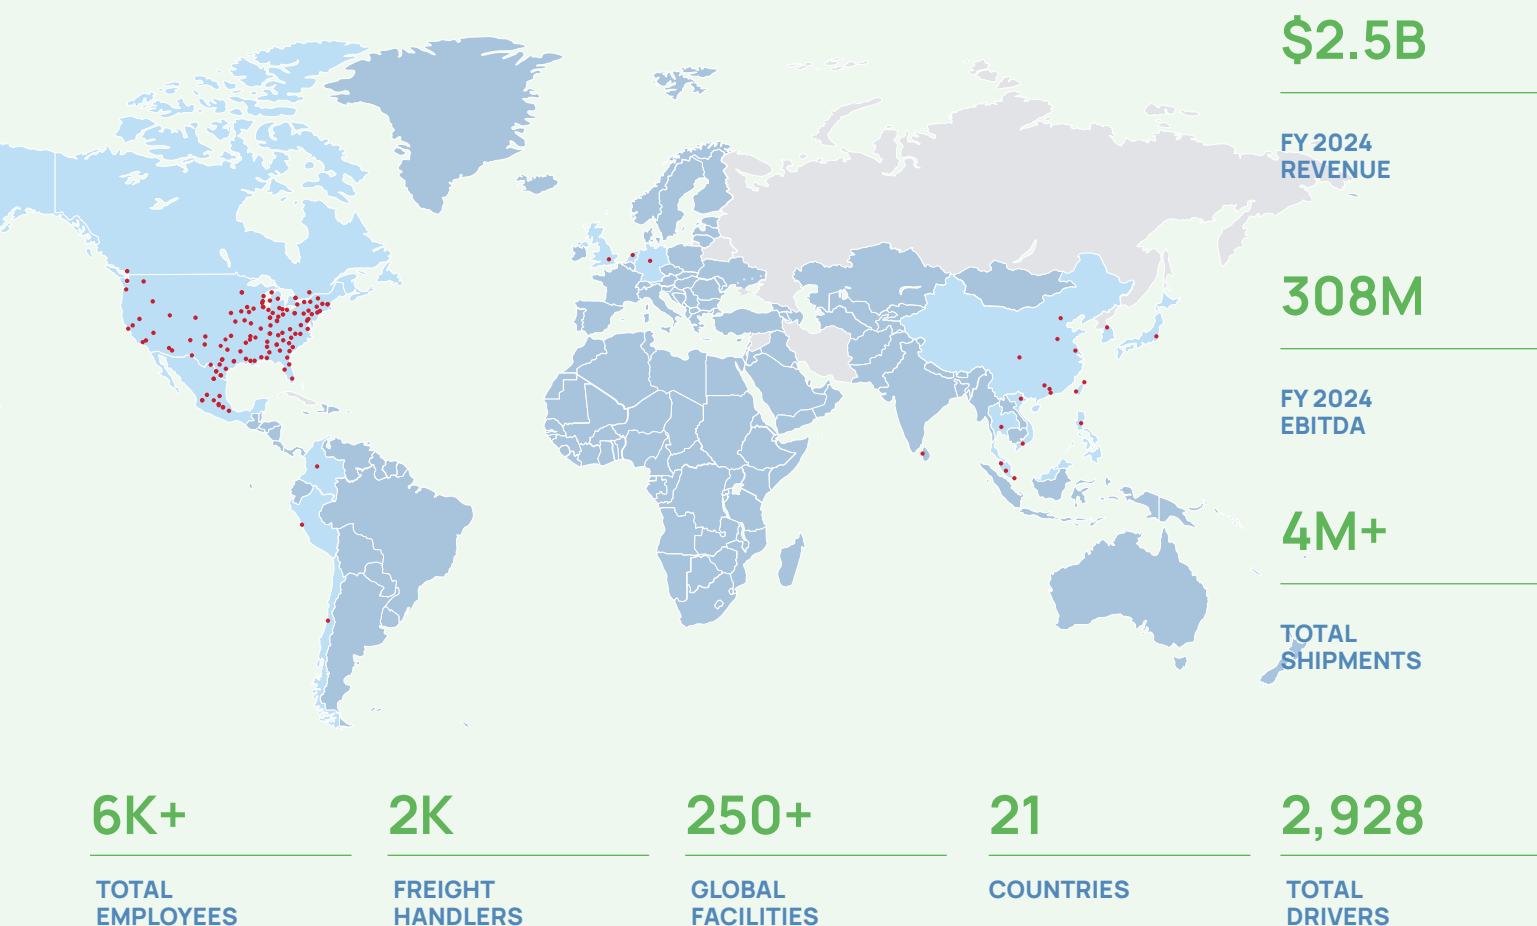 $2.5B
FY 2024
REVENUE
308M
FY 2024
EBITDA
4M+
TOTAL
SHIPMENTS
6K+
TOTAL
EMPLOYEES
2K
FREIGHT
HANDLERS
250+
GLOBAL
FACILITIES
21
COUNTRIES
2,928
TOTAL
DRIVERS